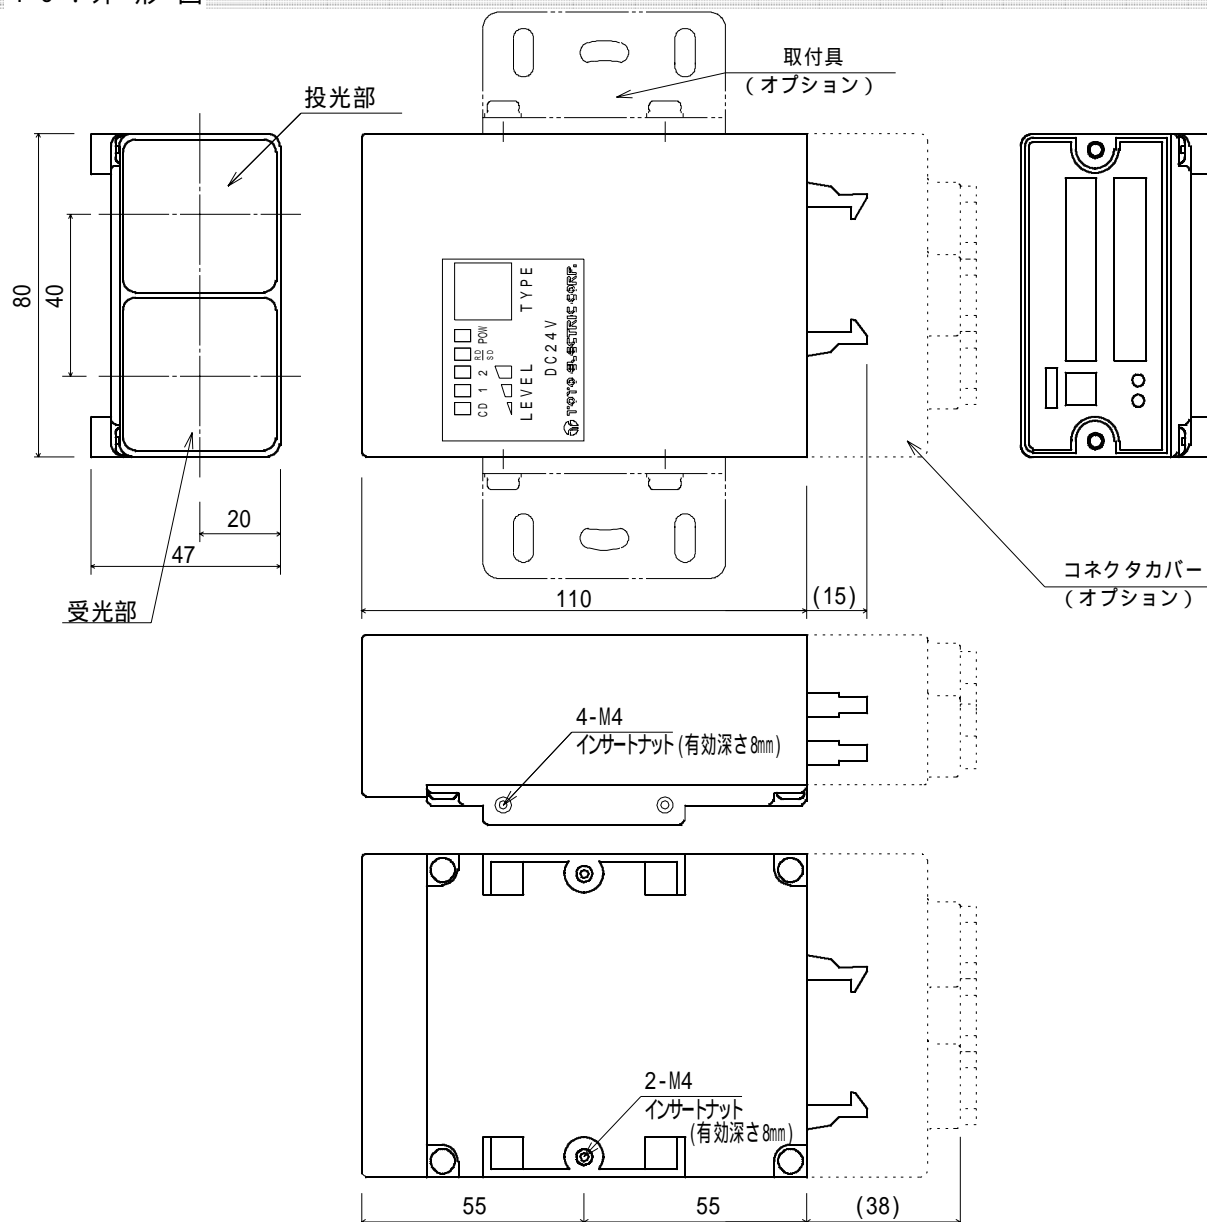 取付具
(オプション)
投光部
80
40
TYPE
POW
RD
SD
CD 1 2
LEVEL
DC24V
TOYO ELECTRIC CORP.
20
47
受光部
110
(15)
コネクタカバー
(オプション)
4-M4
インサートナット(有効深さ8mm)
2-M4
インサートナット
(有効深さ8mm)
55
55
(38)